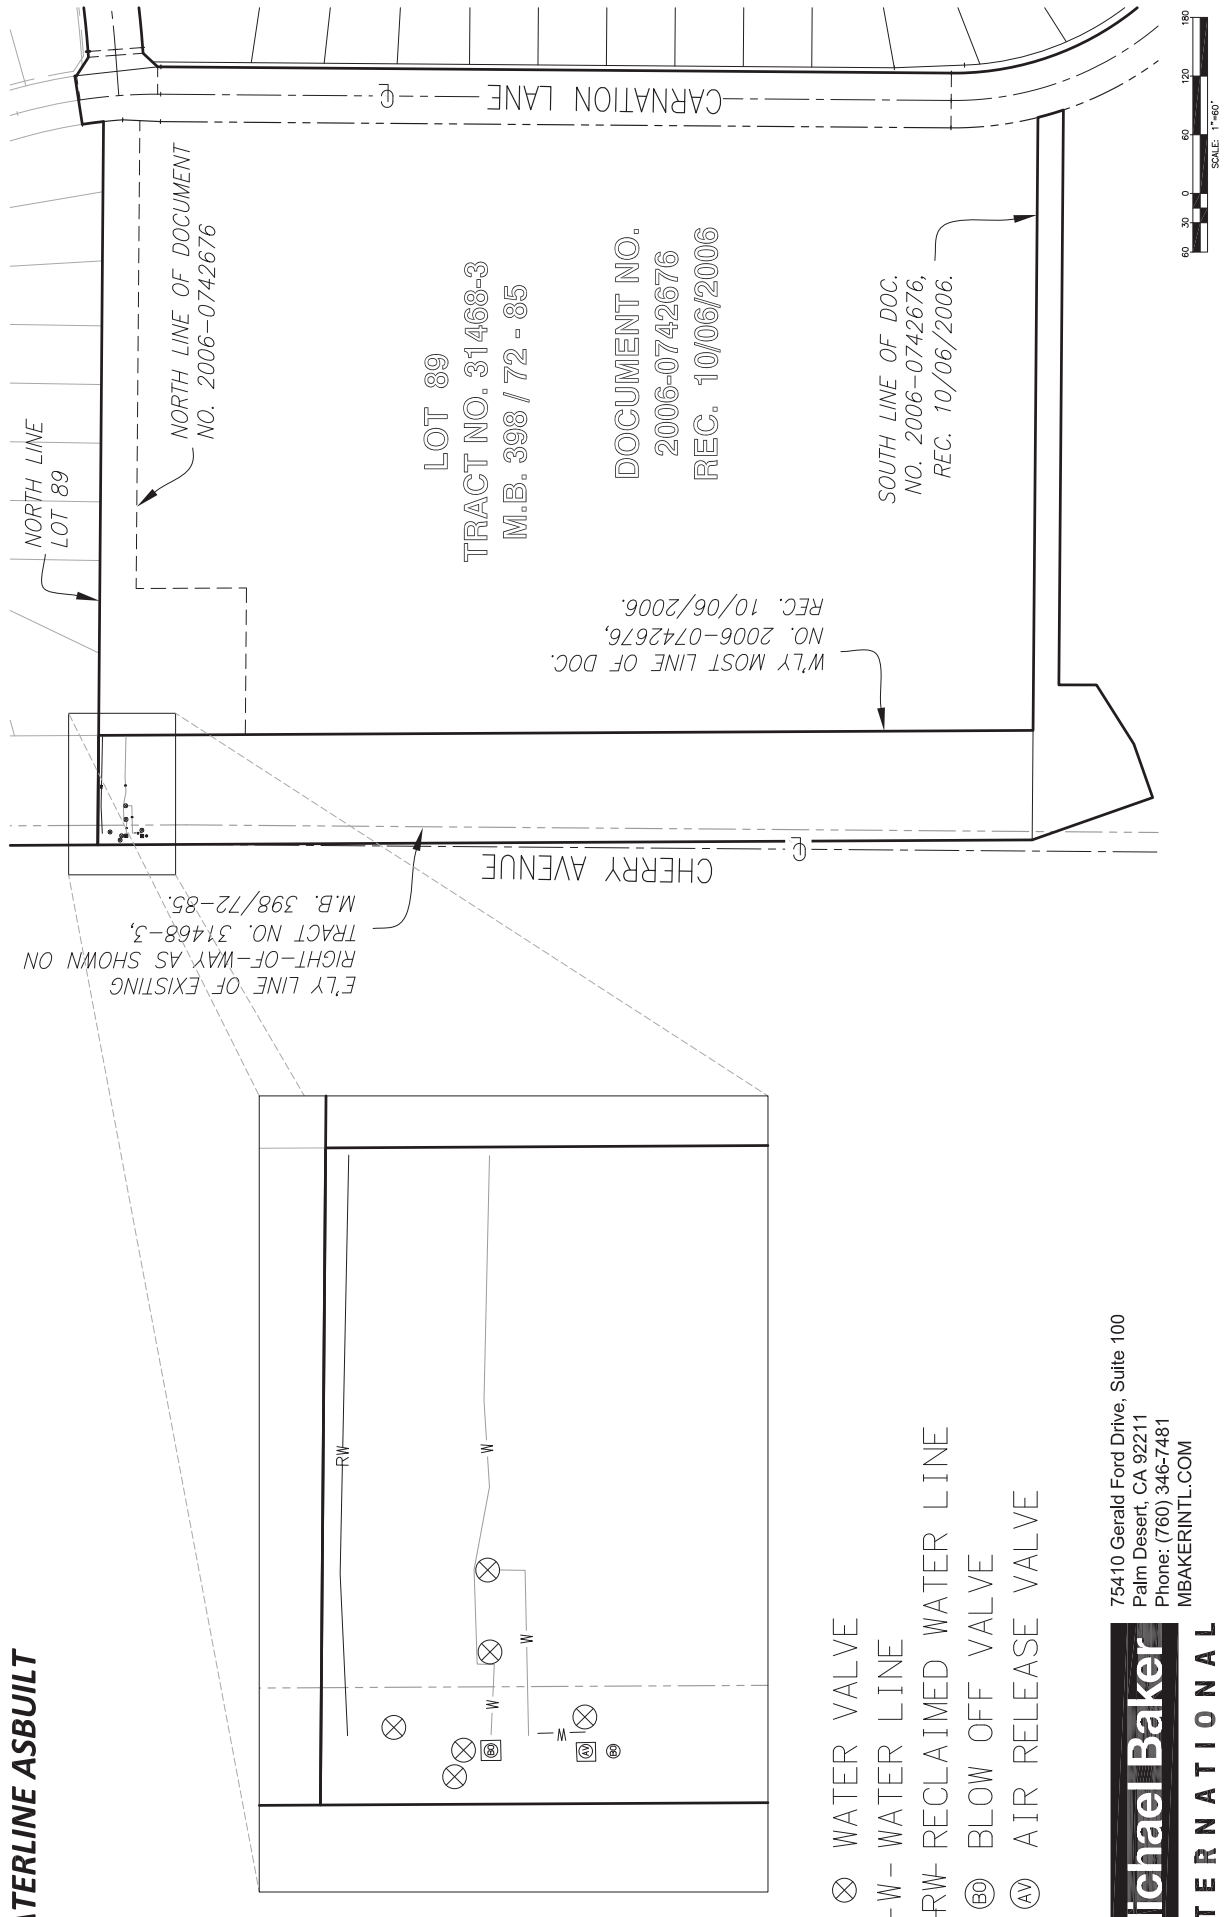 ATERLINE ASBUILT
NORTH LINE
LOT 89
NORTH LINE OF DOCUMENT
NO. 2006-0742676
CARNATION LANE
LOT 89
TRACT NO. 31468-3
M.B. 398 / 72 - 85
DOCUMENT NO.
2006-0742676
REC. 10/06/2006
SOUTH LINE OF DOC.
NO. 2006-0742676,
REC. 10/06/2006.
W'LY MOST LINE OF DOC.
NO. 2006-0742676,
REC. 10/06/2006.
CHERRY AVENUE
E'LY LINE OF EXISTING
RIGHT-OF-WAY AS SHOWN ON
TRACT NO. 31468-3,
M.B. 398/72-85.
RW
W
W
W
W
BO
AV
BO
WATER VALVE
-W- WATER LINE
RW- RECLAIMED WATER LINE
BO BLOW OFF VALVE
AV AIR RELEASE VALVE
ichael Baker
TERNATIONAL
75410 Gerald Ford Drive, Suite 100
Palm Desert, CA 92211
Phone: (760) 346-7481
MBAKERINTL.COM
60 30 0 60 120 180
SCALE: 1"=60'